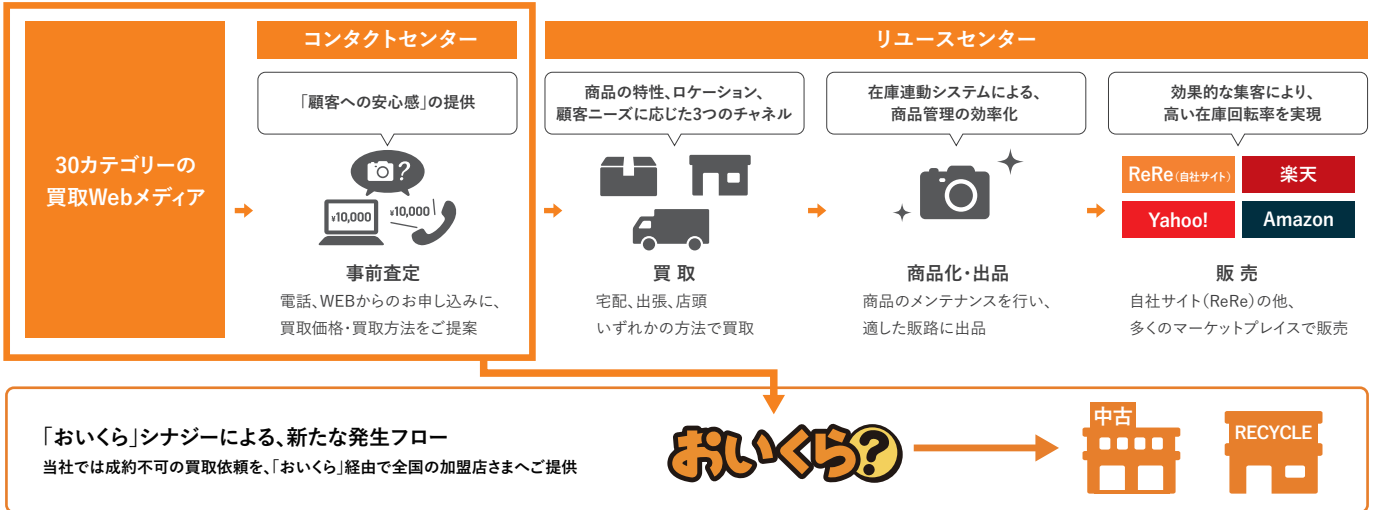 30カテゴリーの
買取Webメディア
コンタクトセンター
「顧客への安心感」の提供
?
¥10,000
¥10,000
事前査定
電話、WEBからのお申し込みに、
買取価格・買取方法をご提案
リユースセンター
商品の特性、ロケーション、
顧客ニーズに応じた3つのチャネル
買 取
宅配、出張、店頭
いずれかの方法で買取
在庫連動システムによる、
商品管理の効率化
商品化・出品
商品のメンテナンスを行い、
適した販路に出品
効果的な集客により、
高い在庫回転率を実現
ReRe(自社サイト)
楽天
Yahoo!
Amazon
販 売
自社サイト(ReRe)の他、
多くのマーケットプレイスで販売
「おいくら」シナジーによる、新たな発生フロー
当社では成約不可の買取依頼を、「おいくら」経由で全国の加盟店さまへご提供
おいくら?
中古
RECYCLE